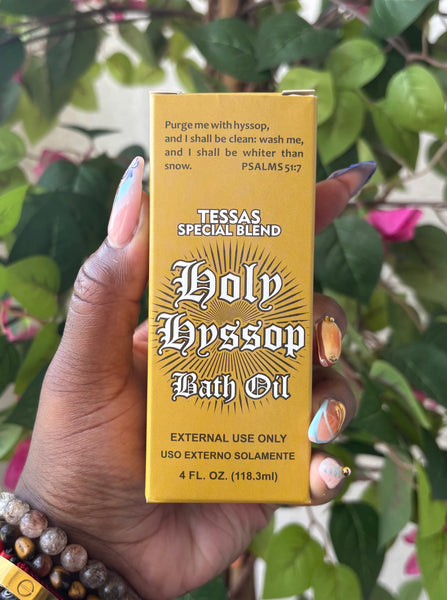 Purge me with hyssop,
and I shall be clean: wash me,
and I shall be whiter than
snow. PSALMS 51:7
TESSAS
SPECIAL BLEND
Holy
Hyssop
Bath Oil
EXTERNAL USE ONLY
USO EXTERNO SOLAMENTE
4 FL. OZ. (118.3ml)